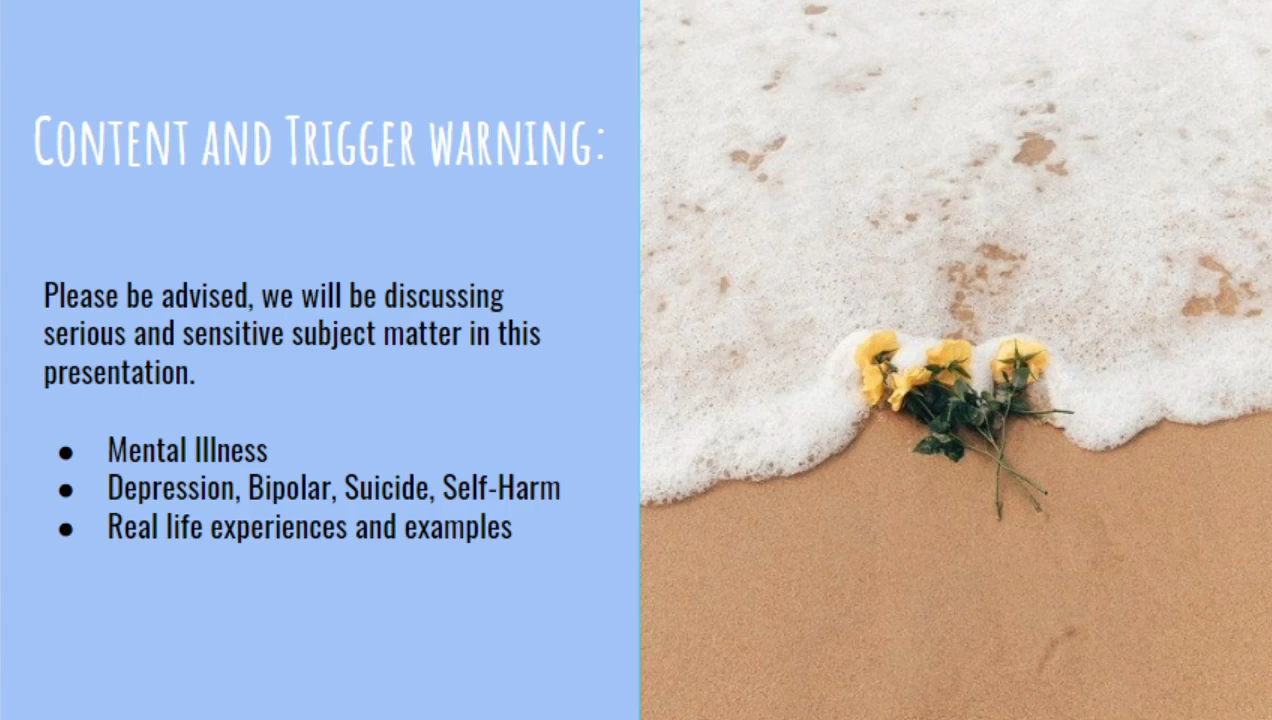 Content and Trigger warning:
Please be advised, we will be discussing
serious and sensitive subject matter in this
presentation.
● Mental Illness
● Depression, Bipolar, Suicide, Self-Harm
● Real life experiences and examples